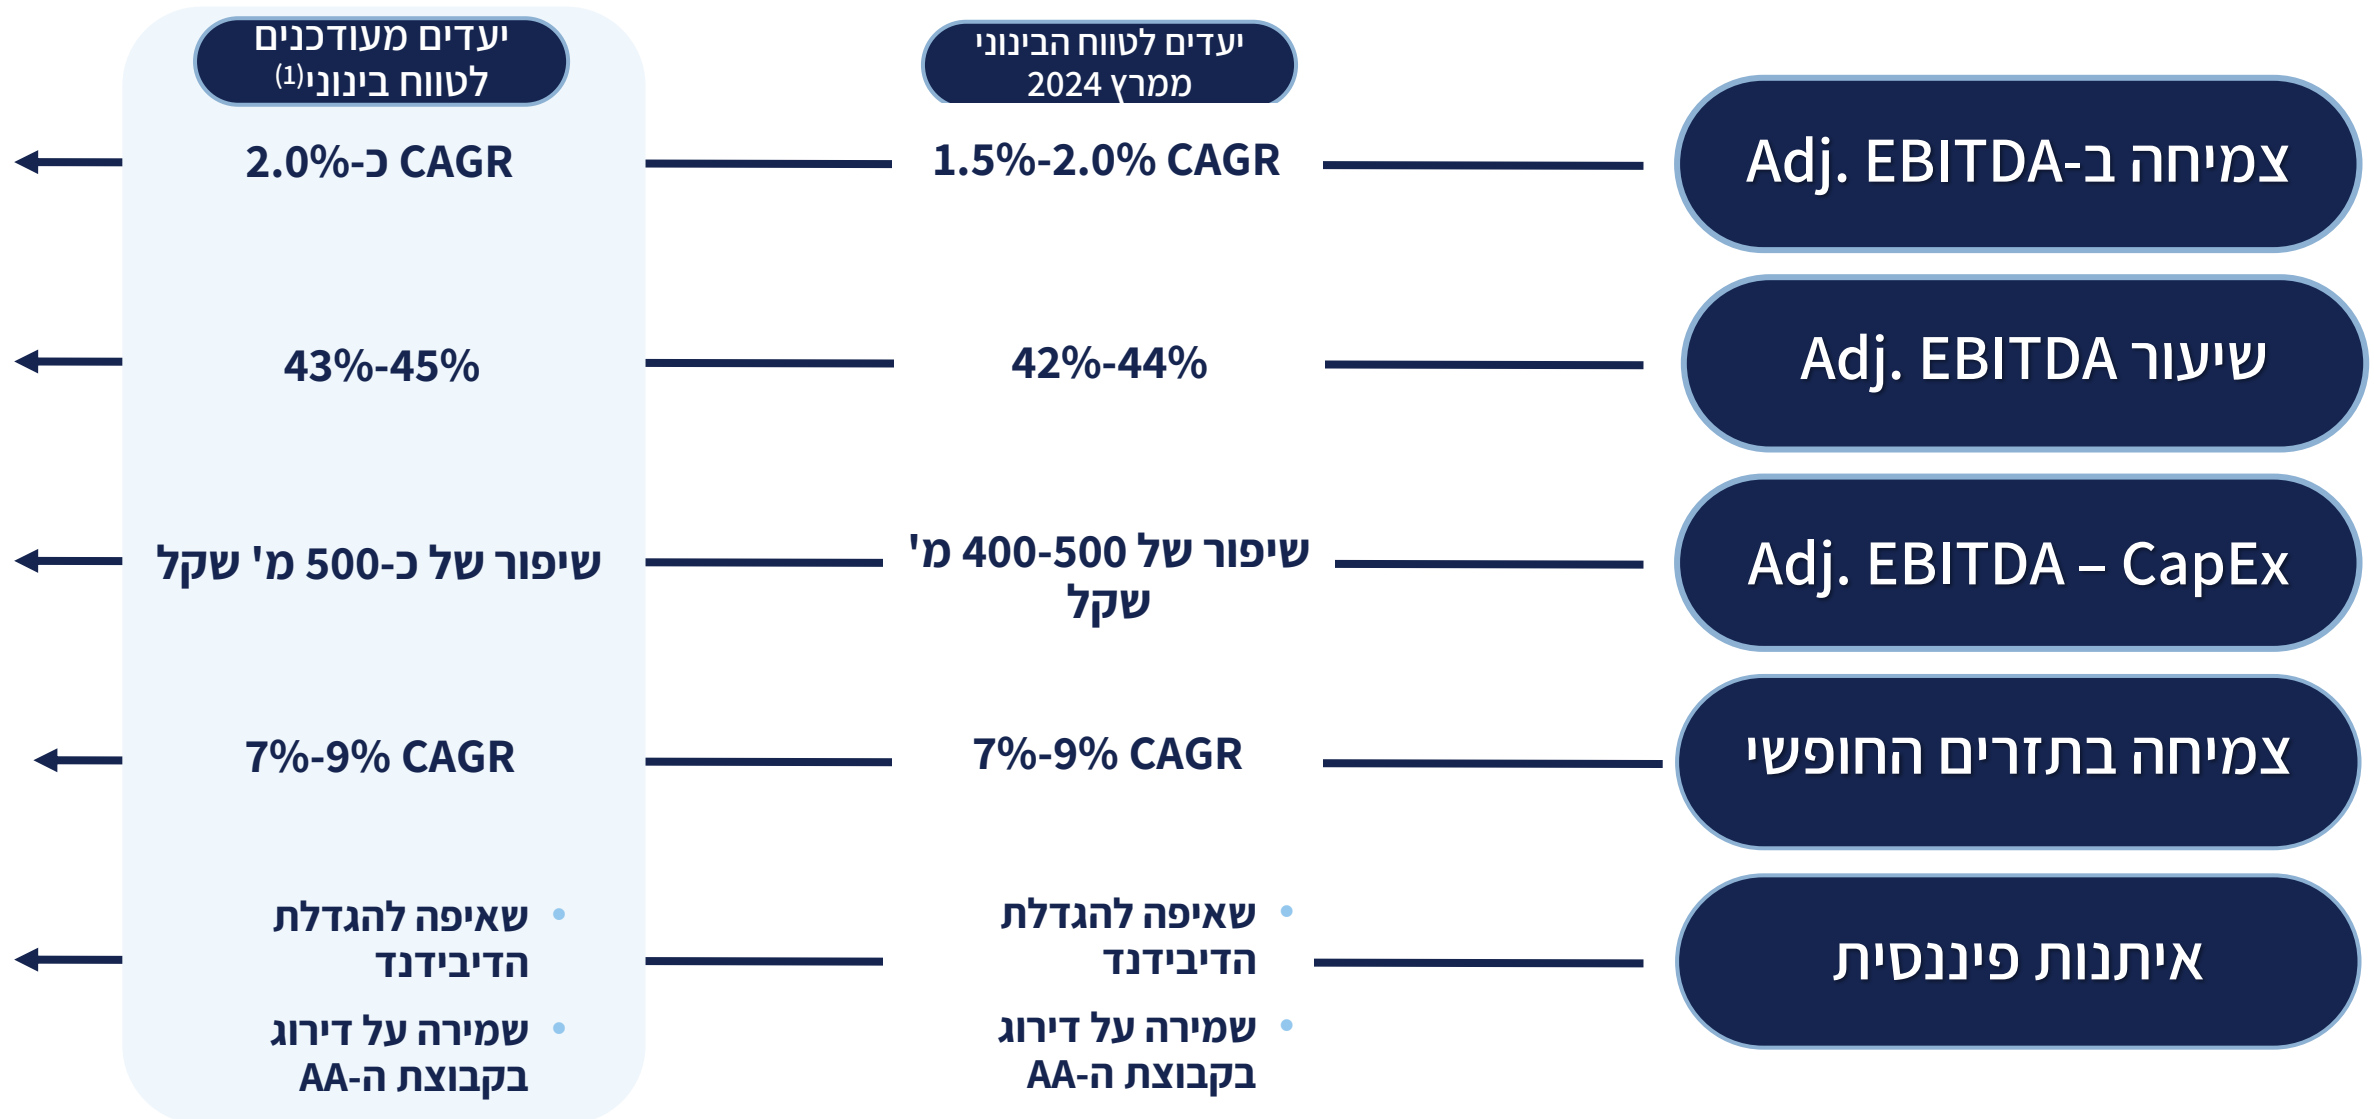 יעדים לטווח הבינוני
ממרץ 2024
יעדים מעודכנים
לטווח בינוני(1)
צמיחה ב-Adj. EBITDA
1.5%-2.0% CAGR
CAGR כ-2.0%
שיעור Adj. EBITDA
42%-44%
43%-45%
Adj. EBITDA – CapEx
שיפור של 400-500 מ'
שקל
שיפור של כ-500 מ' שקל
צמיחה בתזרים החופשי
7%-9% CAGR
7%-9% CAGR
איתנות פיננסית
• שאיפה להגדלת
הדיבידנד
• שמירה על דירוג
בקבוצת ה-AA
• שאיפה להגדלת
הדיבידנד
• שמירה על דירוג
בקבוצת ה-AA